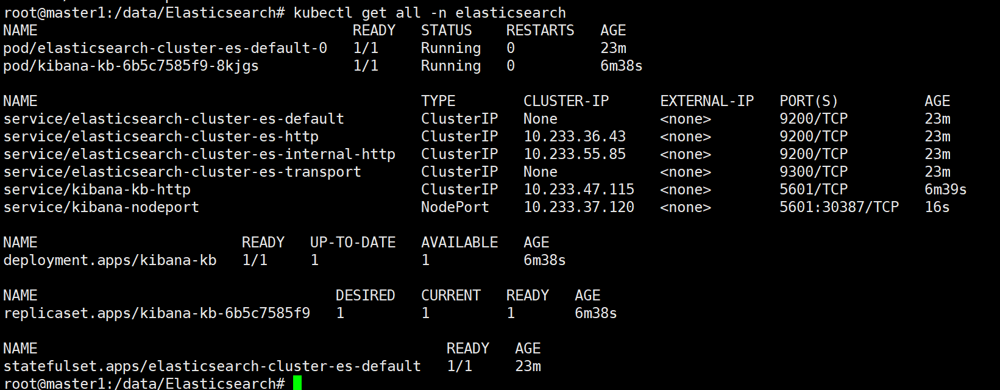 root@master1:/data/Elasticsearch# kubectl get all -n elasticsearch
NAME READY STATUS RESTARTS AGE
pod/elasticsearch-cluster-es-default-0 1/1 Running 0 23m
pod/kibana-kb-6b5c7585f9-8kjgs 1/1 Running 0 6m38s
NAME TYPE CLUSTER-IP EXTERNAL-IP PORT(S) AGE
service/elasticsearch-cluster-es-default ClusterIP None <none> 9200/TCP 23m
service/elasticsearch-cluster-es-http ClusterIP 10.233.36.43 <none> 9200/TCP 23m
service/elasticsearch-cluster-es-internal-http ClusterIP 10.233.55.85 <none> 9200/TCP 23m
service/elasticsearch-cluster-es-transport ClusterIP None <none> 9300/TCP 23m
service/kibana-kb-http ClusterIP 10.233.47.115 <none> 5601/TCP 6m39s
service/kibana-nodeport NodePort 10.233.37.120 <none> 5601:30387/TCP 16s
NAME READY UP-TO-DATE AVAILABLE AGE
deployment.apps/kibana-kb 1/1 1 1 6m38s
NAME DESIRED CURRENT READY AGE
replicaset.apps/kibana-kb-6b5c7585f9 1 1 1 6m38s
NAME READY AGE
statefulset.apps/elasticsearch-cluster-es-default 1/1 23m
root@master1:/data/Elasticsearch#